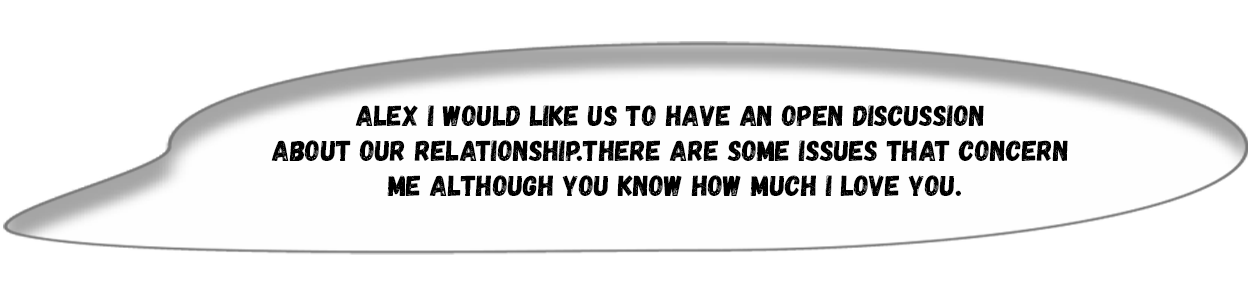 ALEX I WOULD LIKE US TO HAVE AN OPEN DISCUSSION
ABOUT OUR RELATIONSHIP.THERE ARE SOME ISSUES THAT CONCERN
ME ALTHOUGH YOU KNOW HOW MUCH I LOVE YOU.